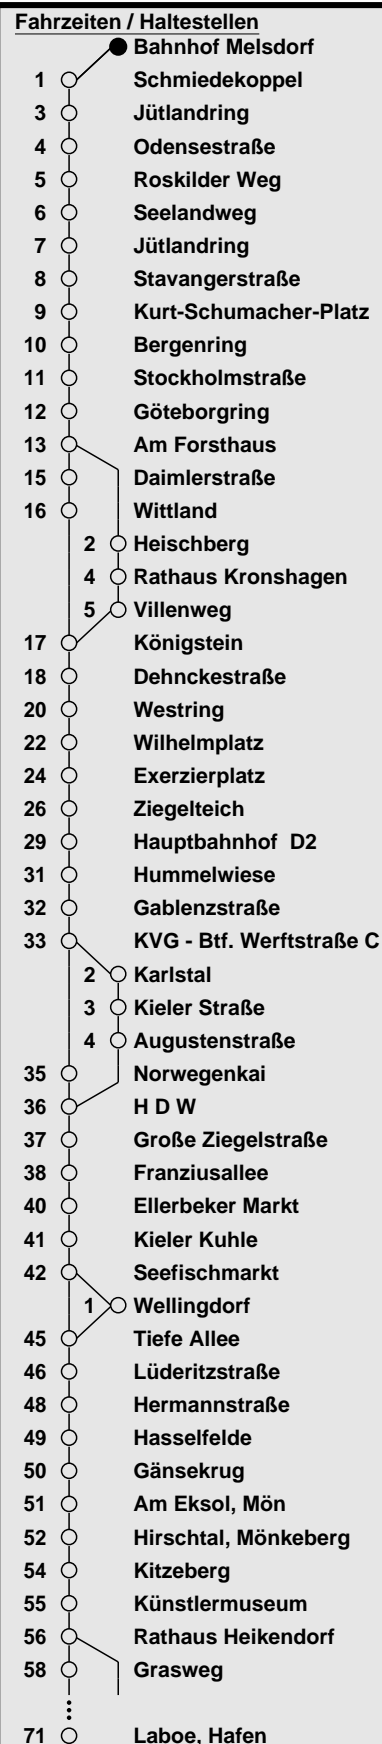 Fahrzeiten / Haltestellen
Bahnhof Melsdorf
1 Schmiedekoppel
3 Jütlandring
4 Odensestraße
5 Roskilder Weg
6 Seelandweg
7 Jütlandring
8 Stavangerstraße
9 Kurt-Schumacher-Platz
10 Bergenring
11 Stockholmstraße
12 Göteborgring
13 Am Forsthaus
15 Daimlerstraße
16 Wittland
2 Heischberg
4 Rathaus Kronshagen
5 Villenweg
17 Königstein
18 Dehnckestraße
20 Westring
22 Wilhelmplatz
24 Exerzierplatz
26 Ziegelteich
29 Hauptbahnhof D2
31 Hummelwiese
32 Gablenzstraße
33 KVG - Btf. Werftstraße C
2 Karlstal
3 Kieler Straße
4 Augustenstraße
35 Norwegenkai
36 H D W
37 Große Ziegelstraße
38 Franziusallee
40 Ellerbeker Markt
41 Kieler Kuhle
42 Seefischmarkt
1 Wellingdorf
45 Tiefe Allee
46 Lüderitzstraße
48 Hermannstraße
49 Hasselfelde
50 Gänsekrug
51 Am Eksol, Mön
52 Hirschtal, Mönkeberg
54 Kitzeberg
55 Künstlermuseum
56 Rathaus Heikendorf
58 Grasweg
71 Laboe, Hafen